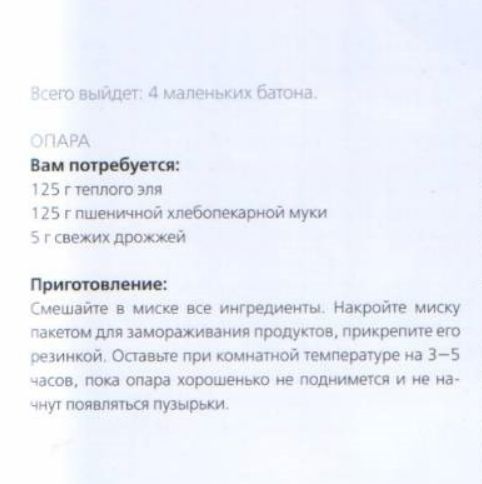 Всего выйдет: 4 маленьких батона.
ОПАРА
Вам потребуется:
125 г теплого эля
125 г пшеничной хлебопекарной муки
5 г свежих дрожжей
Приготовление:
Смешайте в миске все ингредиенты. Накройте миску
пакетом для замораживания продуктов, прикрепите его
резинкой. Оставьте при комнатной температуре на 3–5
часов, пока опара хорошенько не поднимется и не на-
чнут появляться пузырьки.